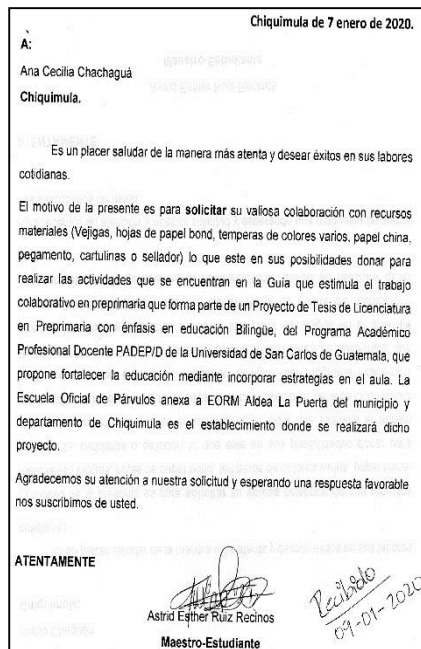 Chiquimula de 7 enero de 2020.
A:
Ana Cecilia Chachaguá
Chiquimula.
Es un placer saludar de la manera más atenta y desear éxitos en sus labores
cotidianas.
El motivo de la presente es para solicitar su valiosa colaboración con recursos
materiales (Vejigas, hojas de papel bond, temperas de colores varios, papel china,
pegamento, cartulinas o sellador) lo que este en sus posibilidades donar para
realizar las actividades que se encuentran en la Guía que estimula el trabajo
colaborativo en preprimaria que forma parte de un Proyecto de Tesis de Licenciatura
en Preprimaria con énfasis en educación Bilingüe, del Programa Académico
Profesional Docente PADEP/D de la Universidad de San Carlos de Guatemala, que
propone fortalecer la educación mediante incorporar estrategias en el aula. La
Escuela Oficial de Párvulos anexa a EORM Aldea La Puerta del municipio y
departamento de Chiquimula es el establecimiento donde se realizará dicho
proyecto.
Agradecemos su atención a nuestra solicitud y esperando una respuesta favorable
nos suscribimos de usted.
ATENTAMENTE
Astrid Esther Ruiz Recinos
Maestro-Estudiante
Recibido
09-01-2020